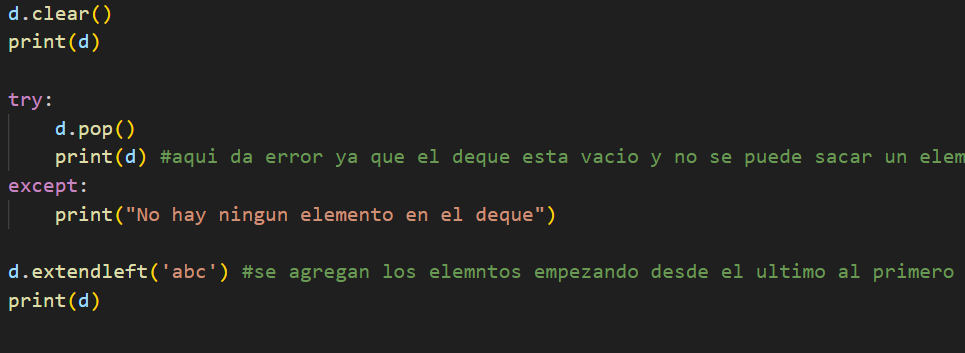 d.clear()
print(d)
try:
d.pop()
print(d) #aqui da error ya que el deque esta vacio y no se puede sacar un elem
except:
print("No hay ningun elemento en el deque")
d.extendleft('abc') #se agregan los elemntos empezando desde el ultimo al primero
print(d)